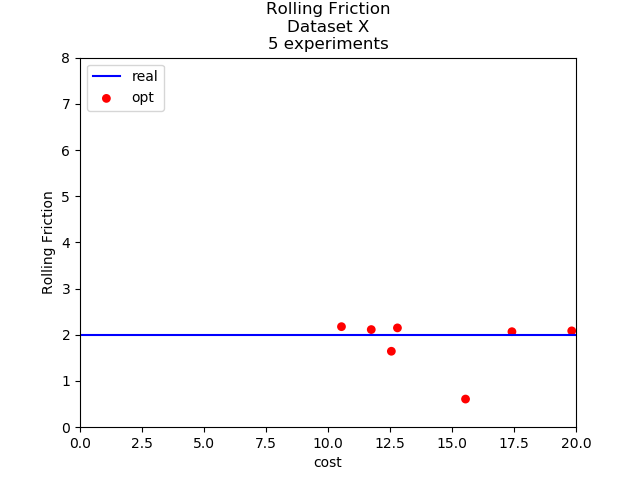 Rolling Friction
Dataset X
5 experiments
real
opt
8
7
6
5
4
3
2
1
0
Rolling Friction
0.0 2.5 5.0 7.5 10.0 12.5 15.0 17.5 20.0
cost